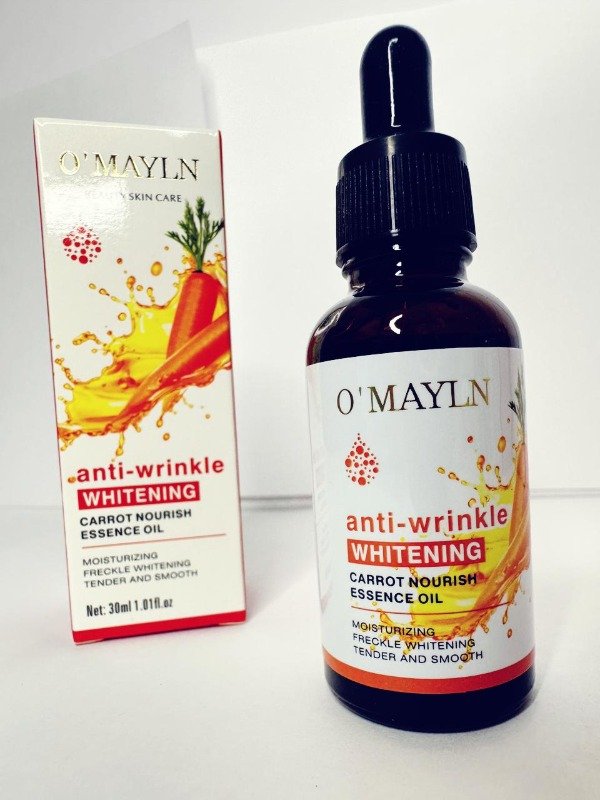 O'MAYLN
SKIN CARE
anti-wrinkle
WHITENING
CARROT NOURISH
ESSENCE OIL
MOISTURIZING
FRECKLE WHITENING
TENDER AND SMOOTH
Net: 30ml 1.01fl.oz
O'MAYLN
anti-wrinkle
WHITENING
CARROT NOURISH
ESSENCE OIL
MOISTURIZING
FRECKLE WHITENING
TENDER AND SMOOTH